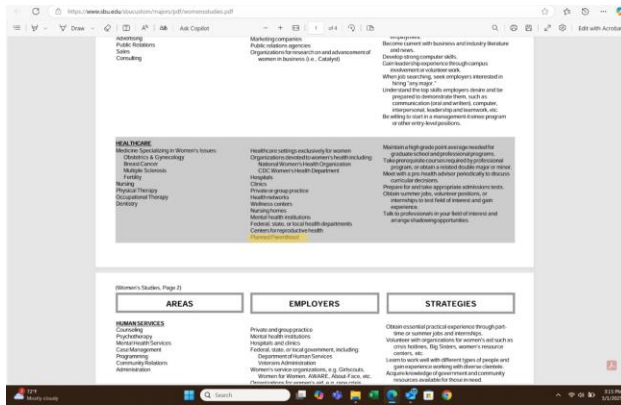 https://www.sbu.edu/sbucustom/majors/pdf/womenstudies.pdf
Draw
Ask Copilot
1
of 4
Edit with Acrobat
Advertising
Public Relations
Sales
Consulting
Marketing companies
Public relations agencies
Organizations for research on and advancement of
women in business (i.e., Catalyst)
employment.
Become current with business and industry literature
and news.
Develop strong computer skills.
Gain leadership experience through campus
involvement or volunteer work.
When job searching, seek employers interested in
hiring "any major."
Understand the top skills employers desire and be
prepared to demonstrate them, such as
communication (oral and written), computer,
interpersonal, leadership and teamwork, etc.
Be willing to start in a management-trainee program
or other entry-level positions.
HEALTHCARE
Medicine Specializing in Women's Issues:
Obstetrics & Gynecology
Breast Cancer
Multiple Sclerosis
Fertility
Nursing
Physical Therapy
Occupational Therapy
Dentistry
Healthcare settings exclusively for women
Organizations devoted to women's health including:
National Women's Health Organization
CDC Women's Health Department
Hospitals
Clinics
Private or group practice
Health networks
Wellness centers
Nursing homes
Mental health institutions
Federal, state, or local health departments
Centers for reproductive health
Planned Parenthood
Maintain a high grade point average needed for
graduate school and professional programs.
Take prerequisite courses required by professional
program, or obtain a related double major or minor.
Meet with a pre-health advisor periodically to discuss
curricular decisions.
Prepare for and take appropriate admissions tests.
Obtain summer jobs, volunteer positions, or
internships to test field of interest and gain
experience.
Talk to professionals in your field of interest and
arrange shadowing opportunities.
(Women's Studies, Page 2)
AREAS
EMPLOYERS
STRATEGIES
HUMAN SERVICES
Counseling
Psychotherapy
Mental Health Services
Case Management
Programming
Community Relations
Administration
Private and group practice
Mental health institutions
Hospitals and clinics
Federal, state, or local government, including:
Department of Human Services
Veterans Administration
Women's service organizations, e.g. Girlscouts,
Women for Women, AWARE, About-Face, etc.
Organizations for women's aid, e.g. rape crisis
Obtain essential practical experience through part-
time or summer jobs and internships.
Volunteer with organizations for women's aid such as
crisis hotlines, Big Sisters, women's resource
centers, etc.
Learn to work well with different types of people and
gain experience working with diverse clientele.
Acquire knowledge of government and community
resources available for those in need.
72°F
Mostly cloudy
Search
3:15 PM